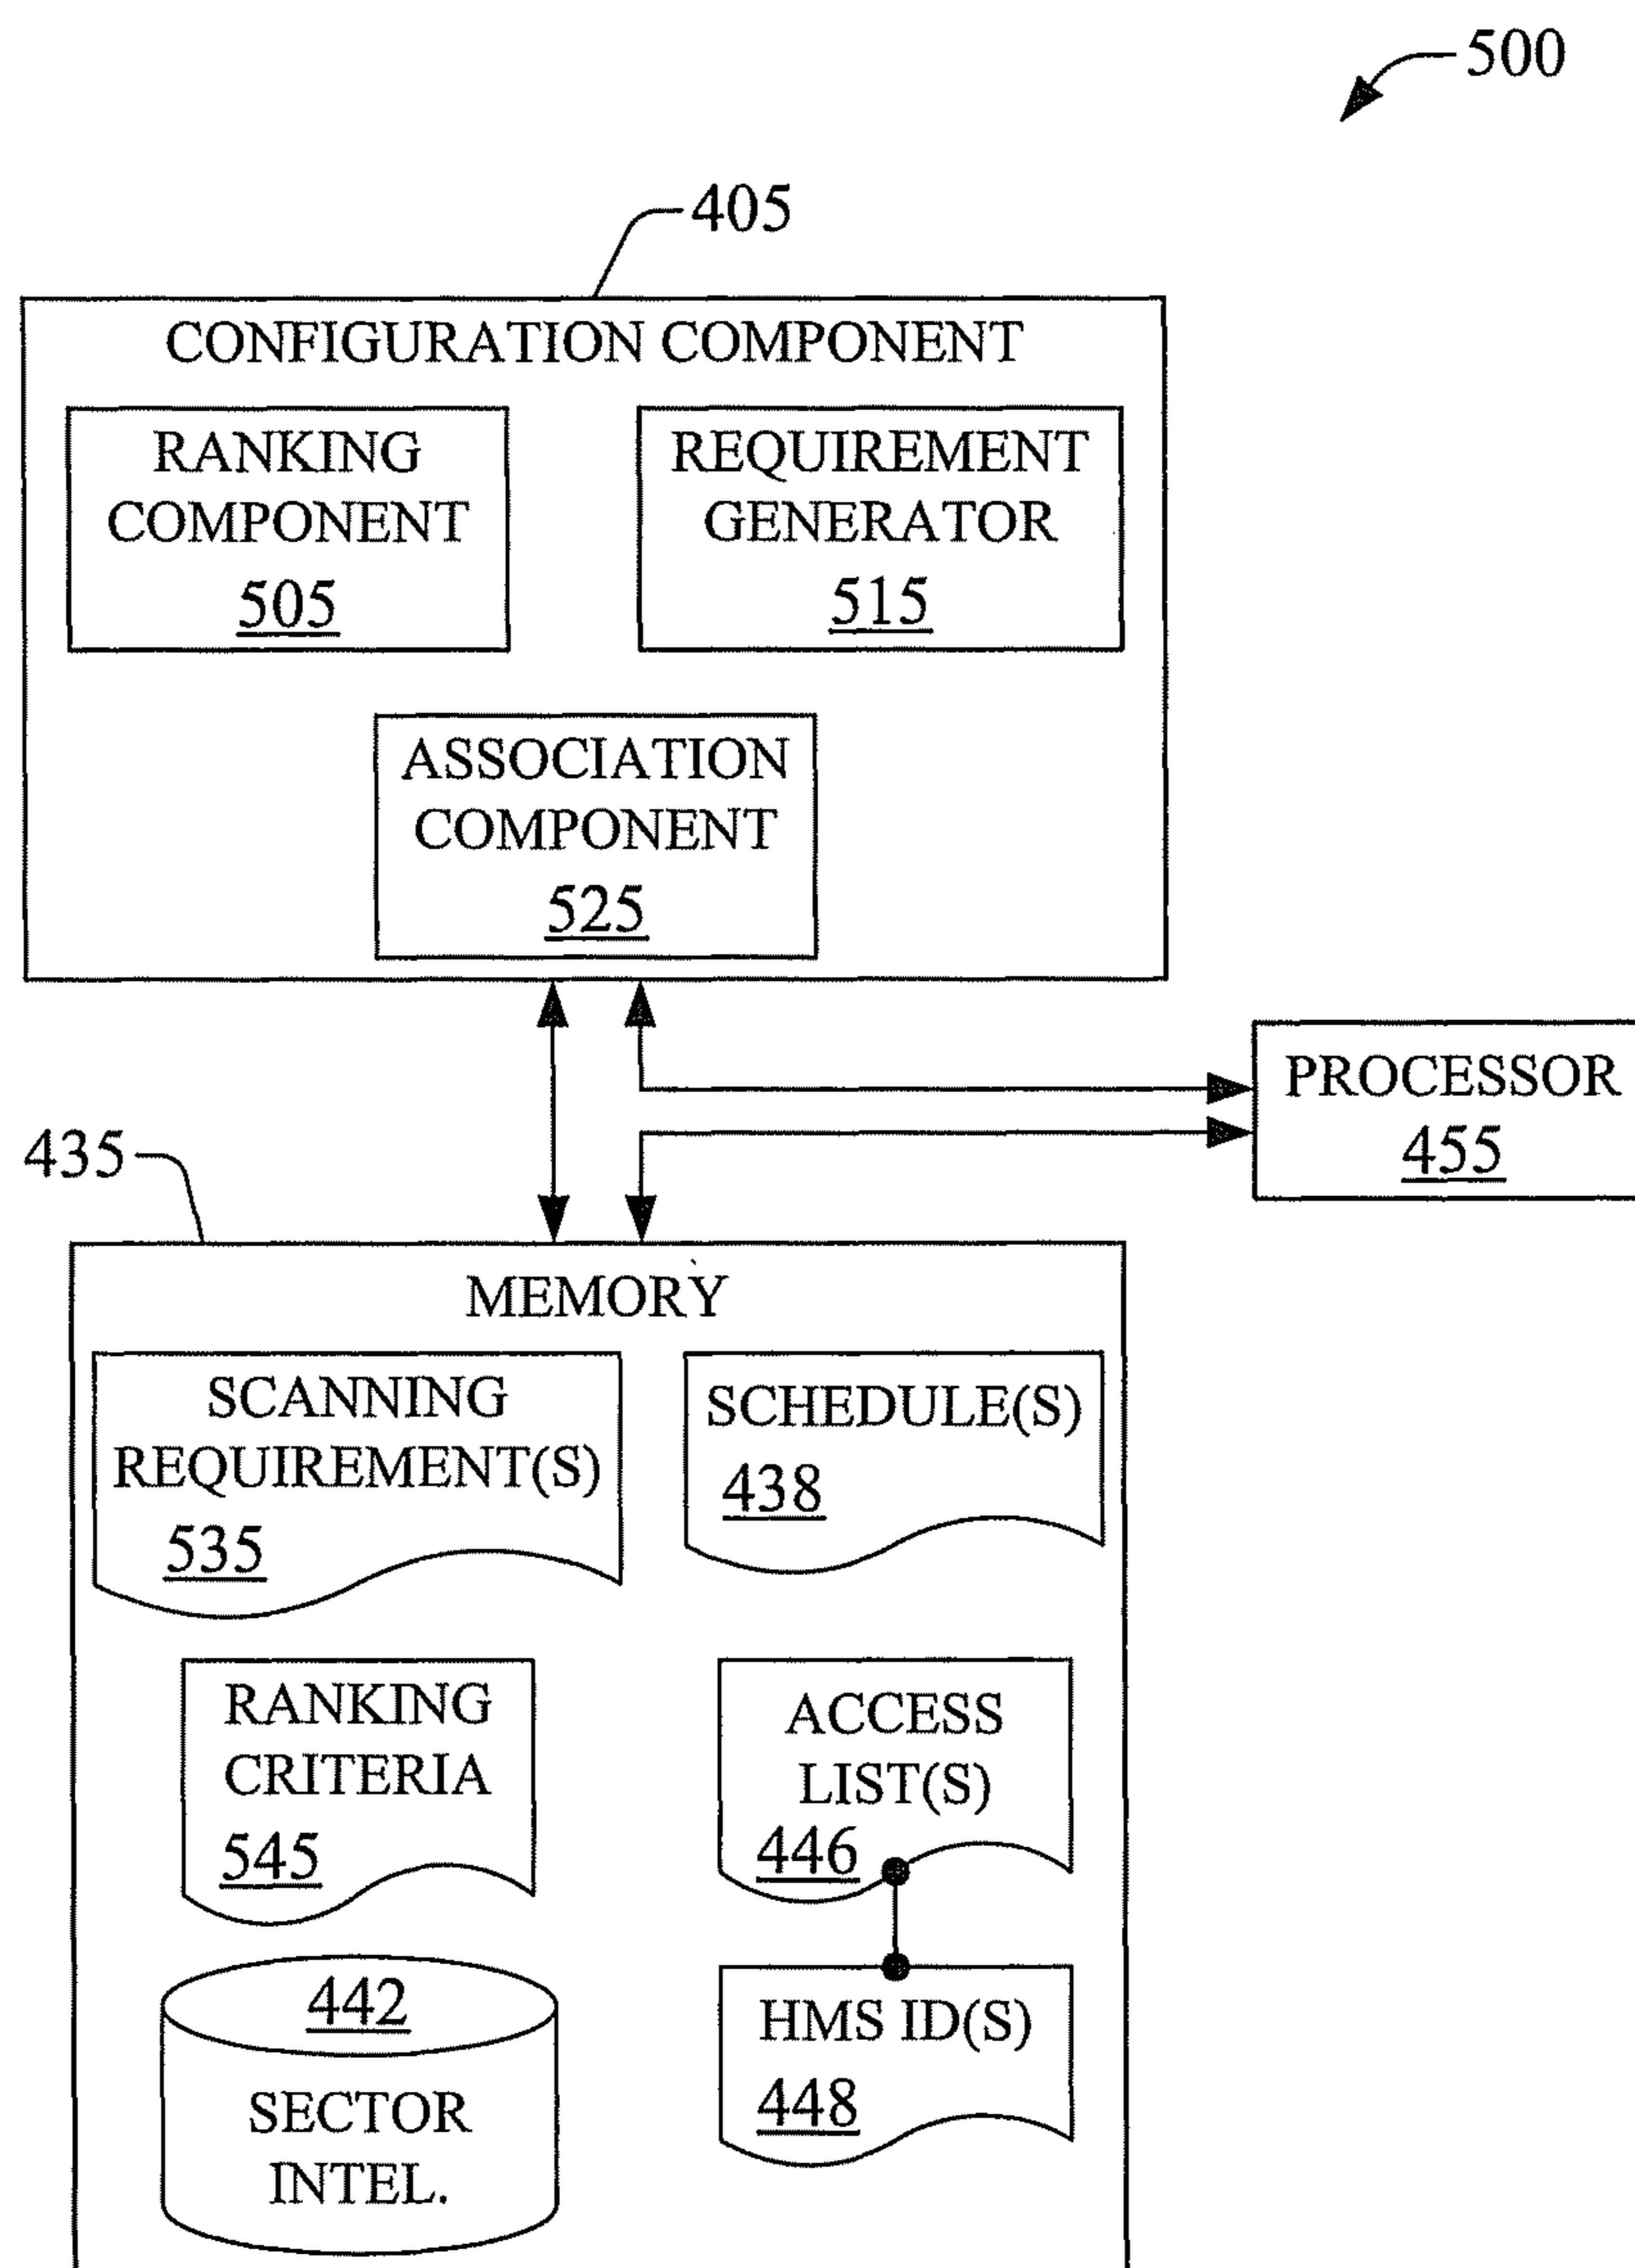 500
405
CONFIGURATION COMPONENT
RANKING
COMPONENT
505
REQUIREMENT
GENERATOR
515
ASSOCIATION
COMPONENT
525
PROCESSOR
455
435
MEMORY
SCANNING
REQUIREMENT(S)
535
SCHEDULE(S)
438
RANKING
CRITERIA
545
ACCESS
LIST(S)
446
442
SECTOR
INTEL.
HMS ID(S)
448